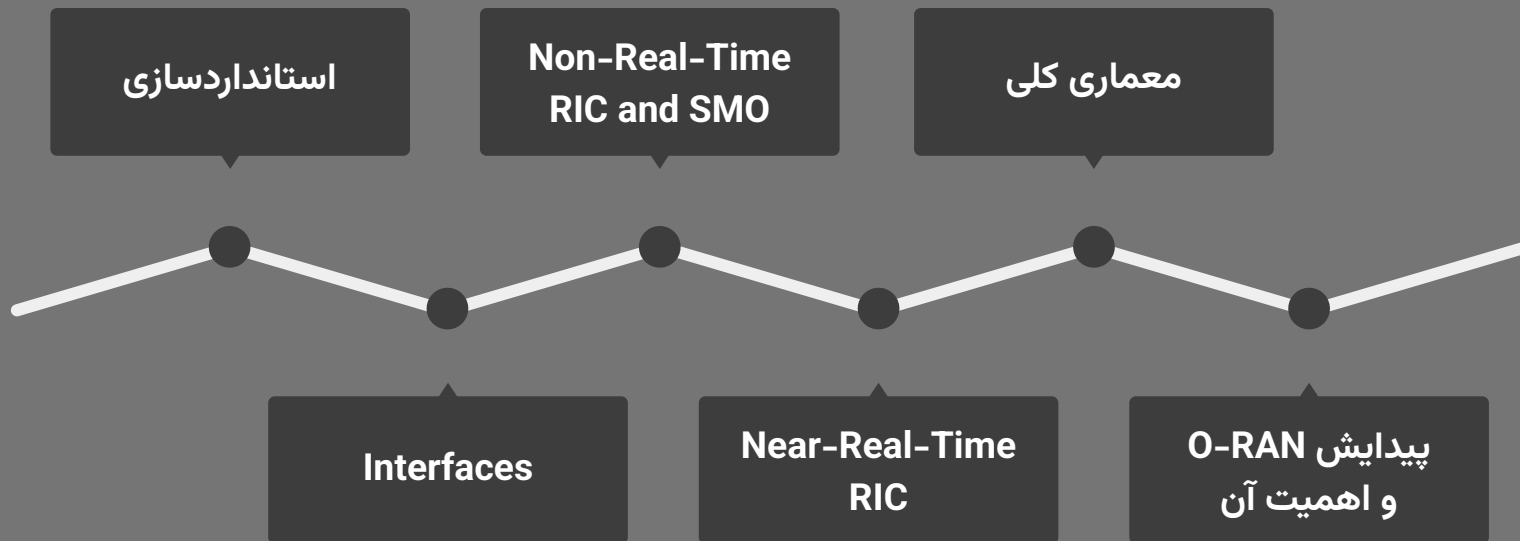 پیدایش O-RAN
و اهمیت آن
معماری کلی
Near-Real-Time
RIC
Non-Real-Time
RIC and SMO
Interfaces
استانداردسازی